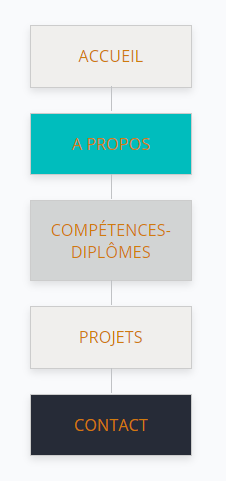 ACCUEIL
A PROPOS
COMPÉTENCES-
DIPLÔMES
PROJETS
CONTACT